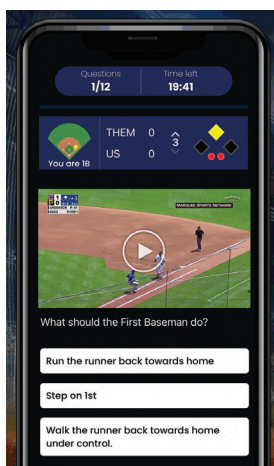 Questions
1/12
Time left
19:41
You are 1B
THEM 0
US 0
3
MARQUEE SPORTS NETWORK
What should the First Baseman do?
Run the runner back towards home
Step on 1st
Walk the runner back towards home
under control.